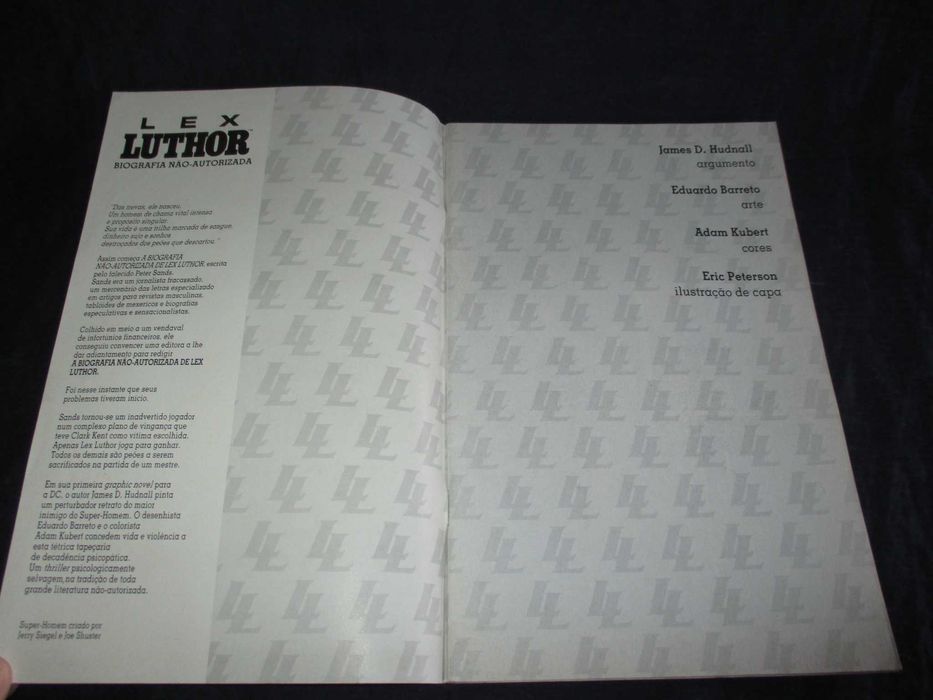 LEX
LUTHOR™
BIOGRAFIA NÃO-AUTORIZADA
"Das trevas, ele nasceu.
Um homem de chama vital intensa
e propósito singular.
Sua vida é uma trilha marcada de sangue,
dinheiro sujo e sonhos
destroçados dos peões que descartou."
Assim começa A BIOGRAFIA
NÃO-AUTORIZADA DE LEX LUTHOR, escrita
pelo falecido Peter Sands.
Sands era um jornalista fracassado,
um mercenário das letras especializado
em artigos para revistas masculinas,
tablóides de mexericos e biografias
especulativas e sensacionalistas.
Colhido em meio a um vendaval
de infortúnios financeiros, ele
conseguiu convencer uma editora a lhe
dar adiantamento para redigir
A BIOGRAFIA NÃO-AUTORIZADA DE LEX
LUTHOR.
Foi nesse instante que seus
problemas tiveram início.
Sands tornou-se um inadvertido jogador
num complexo plano de vingança que
teve Clark Kent como vítima escolhida.
Apenas Lex Luthor joga para ganhar.
Todos os demais são peões a serem
sacrificados na partida de um mestre.
Em sua primeira graphic novel para
a DC, o autor James D. Hudnall pinta
um perturbador retrato do maior
inimigo do Super-Homem. O desenhista
Eduardo Barreto e o colorista
Adam Kubert concedem vida e violência a
esta tétrica tapeçaria
de decadência psicopática.
Um thriller psicologicamente
selvagem, na tradição de toda
grande literatura não-autorizada.
Super-Homem criado por
Jerry Siegel e Joe Shuster
James D. Hudnall
argumento
Eduardo Barreto
arte
Adam Kubert
cores
Eric Peterson
ilustração de capa